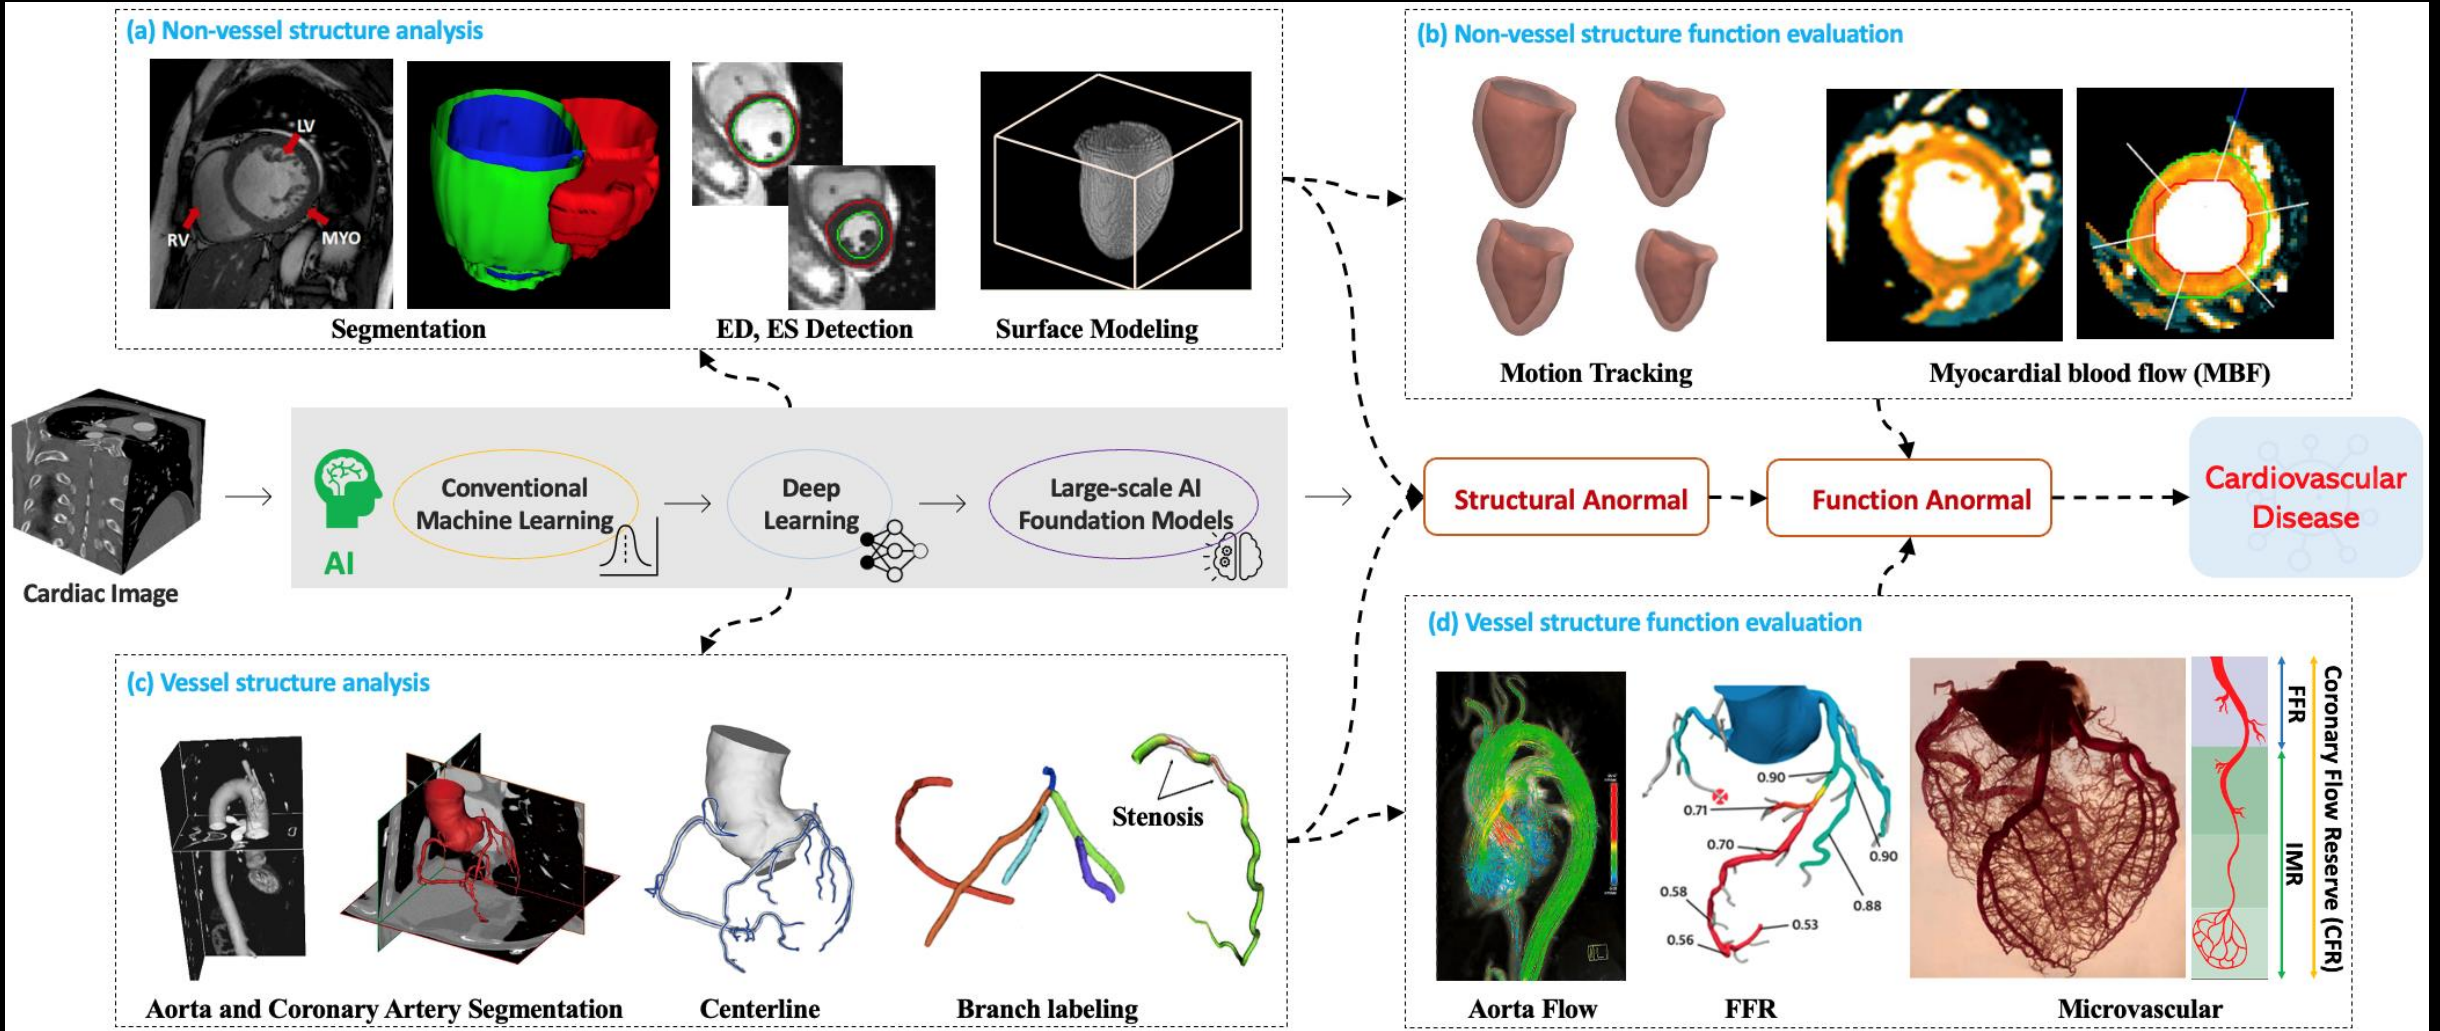 (a) Non-vessel structure analysis
LV
RV
MYO
Segmentation
ED, ES Detection
Surface Modeling
(b) Non-vessel structure function evaluation
Motion Tracking
Myocardial blood flow (MBF)
Cardiac Image
AI
Conventional
Machine Learning
Deep
Learning
Large-scale AI
Foundation Models
Structural Anormal
Function Anormal
Cardiovascular
Disease
(c) Vessel structure analysis
Stenosis
Aorta and Coronary Artery Segmentation
Centerline
Branch labeling
(d) Vessel structure function evaluation
0.90
0.71
0.70
0.90
0.58
0.88
0.53
0.56
FFR
IMR
Coronary Flow Reserve (CFR)
Aorta Flow
FFR
Microvascular